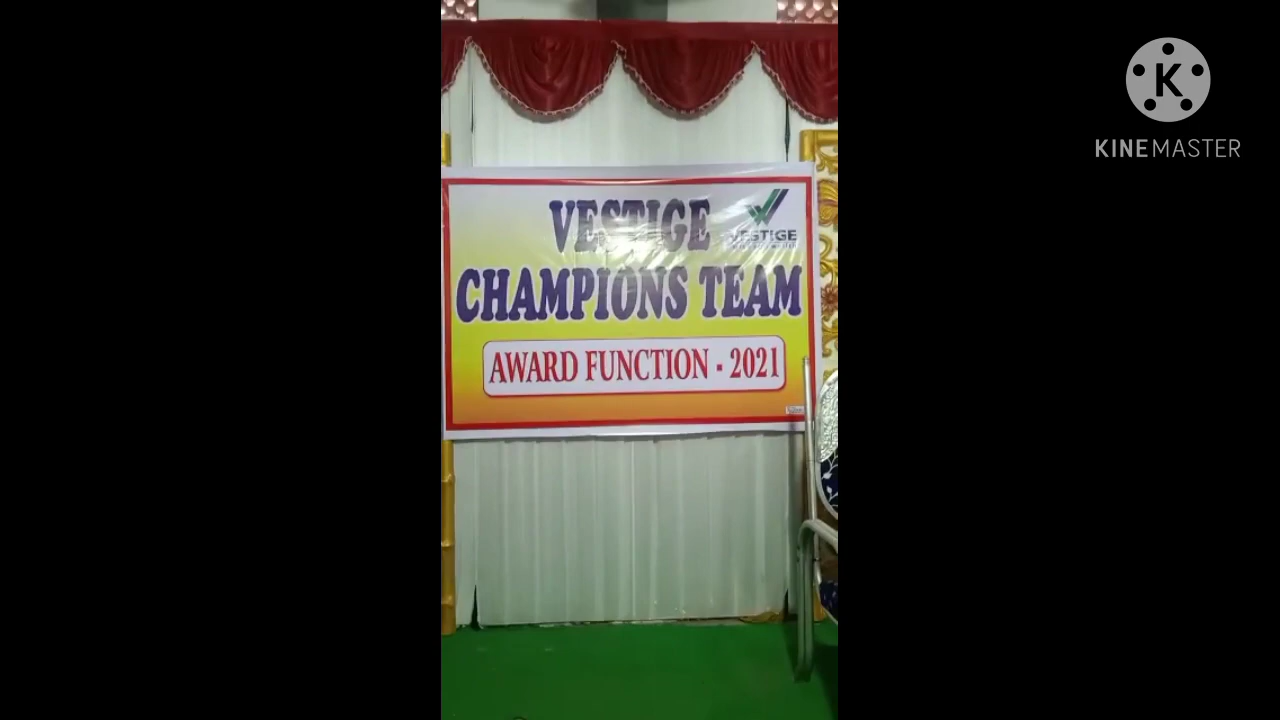 KINEMASTER
VESTIGE
VESTIGE
CHAMPIONS TEAM
AWARD FUNCTION - 2021